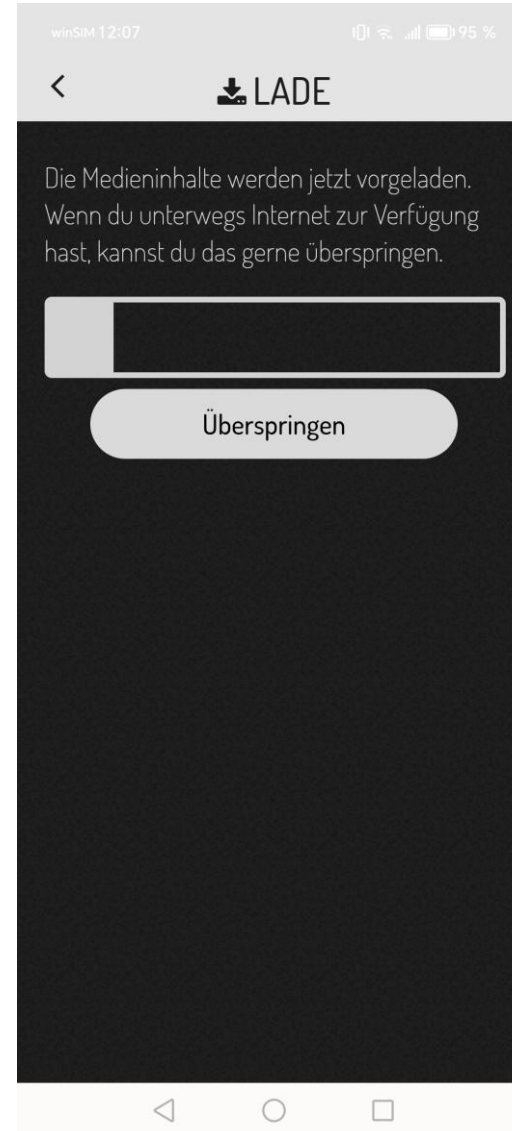 winSIM 12:07 95 %
LADE
Die Medieninhalte werden jetzt vorgeladen.
Wenn du unterwegs Internet zur Verfügung
hast, kannst du das gerne überspringen.
Überspringen